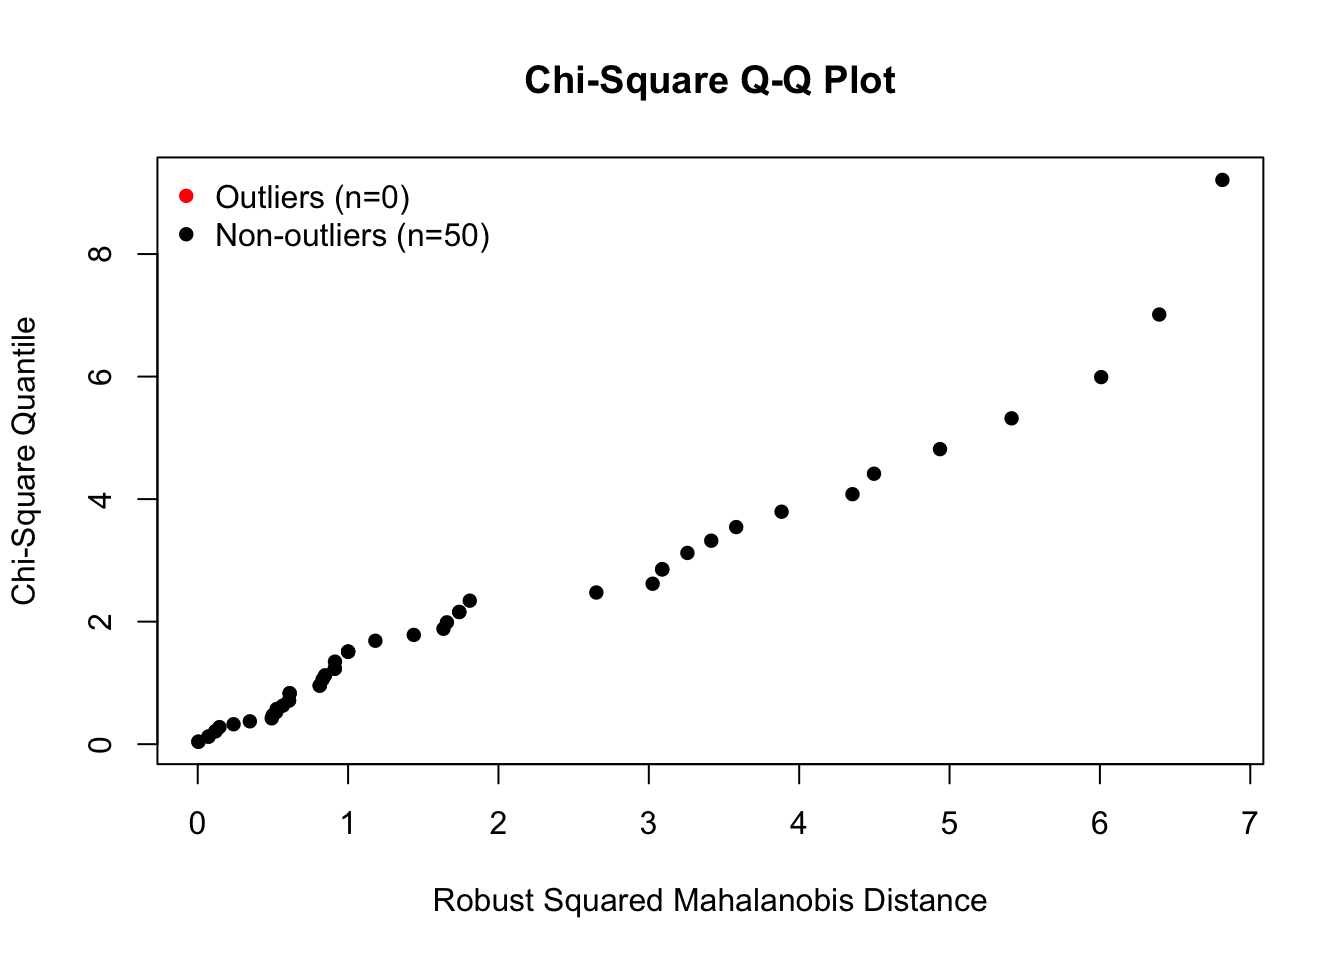 Chi-Square Q-Q Plot
Outliers (n=0)
Non-outliers (n=50)
Chi-Square Quantile
8
6
4
2
0
0 1 2 3 4 5 6 7
Robust Squared Mahalanobis Distance